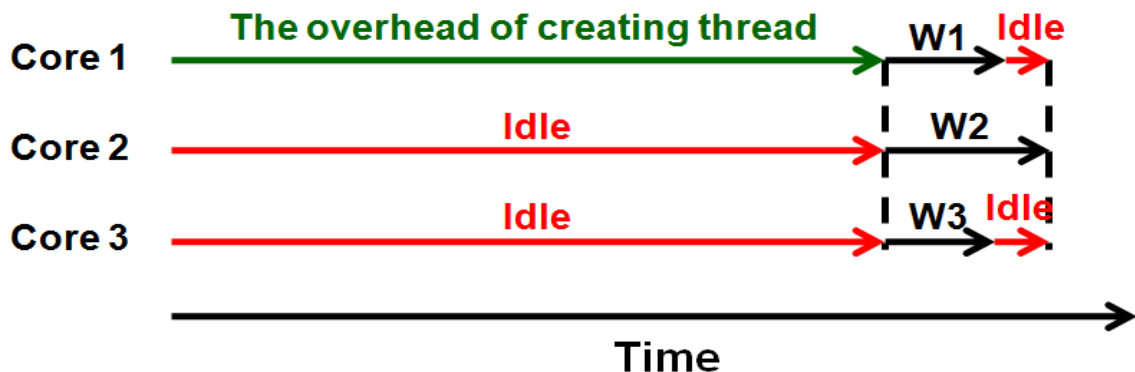 The overhead of creating thread
Idle
Core 1
W1
Idle
Core 2
W2
Idle
Idle
Core 3
W3
Time